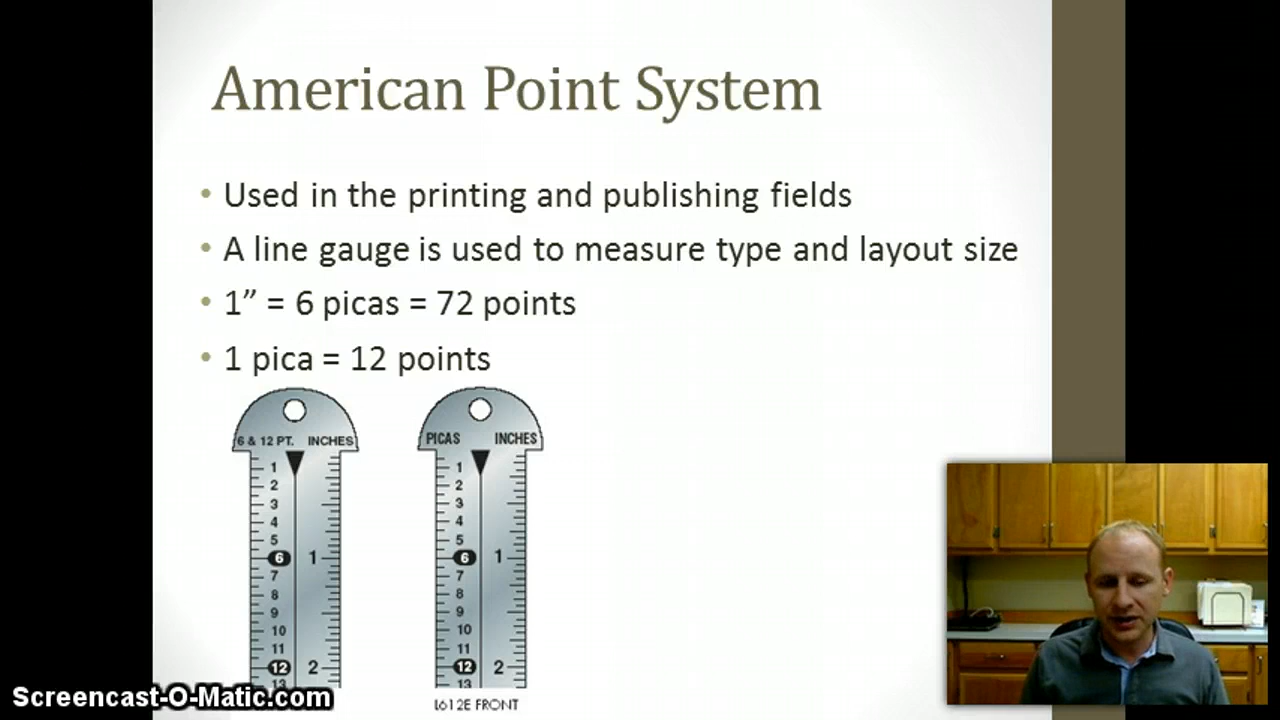 American Point System
• Used in the printing and publishing fields
• A line gauge is used to measure type and layout size
• 1” = 6 picas = 72 points
• 1 pica = 12 points
6 & 12 PT. INCHES
1
2
3
4
5
6 1
7
8
9
10
11
12 2
13
PICAS INCHES
1
2
3
4
5
6 1
7
8
9
10
11
12 2
13
L612E FRONT
Screencast-O-Matic.com